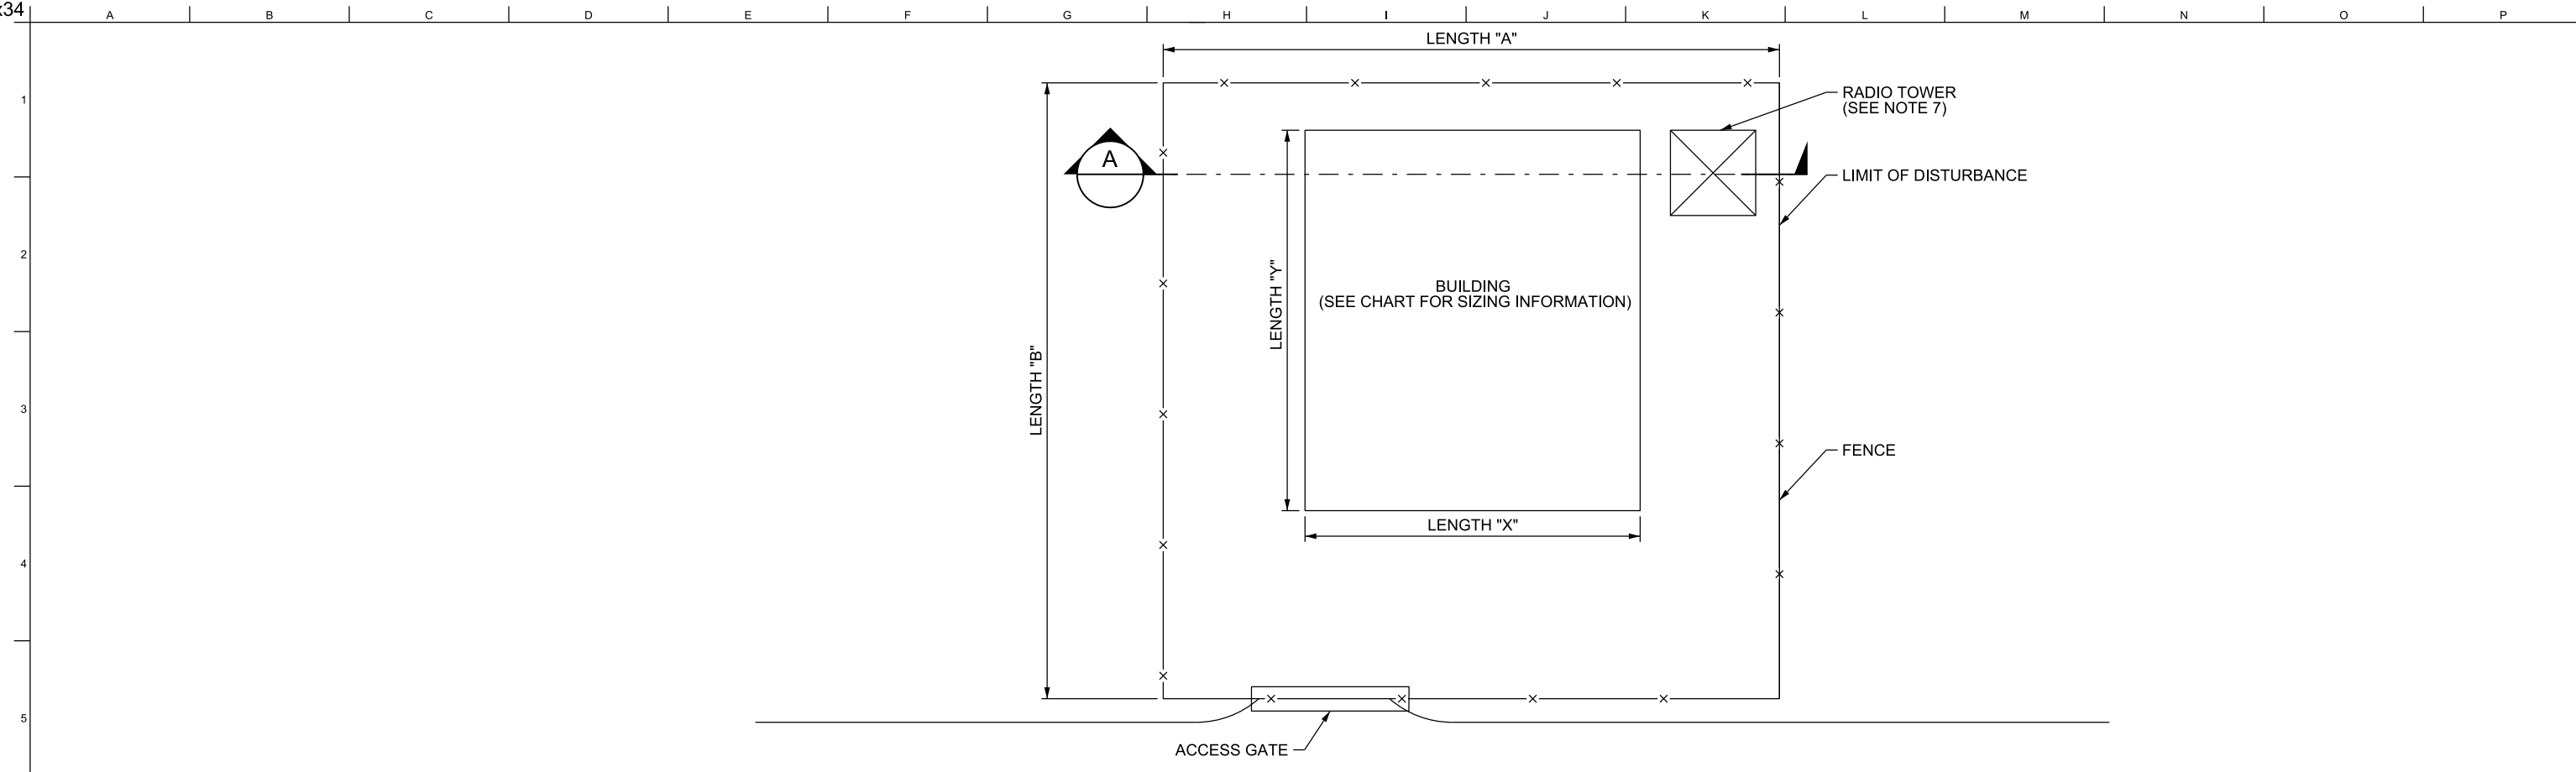 x34
A B C D E F G H I J K L M N O P
LENGTH "A"
1
RADIO TOWER
(SEE NOTE 7)
A
LIMIT OF DISTURBANCE
2
LENGTH "Y"
BUILDING
(SEE CHART FOR SIZING INFORMATION)
LENGTH "B"
3
FENCE
LENGTH "X"
4
5
ACCESS GATE